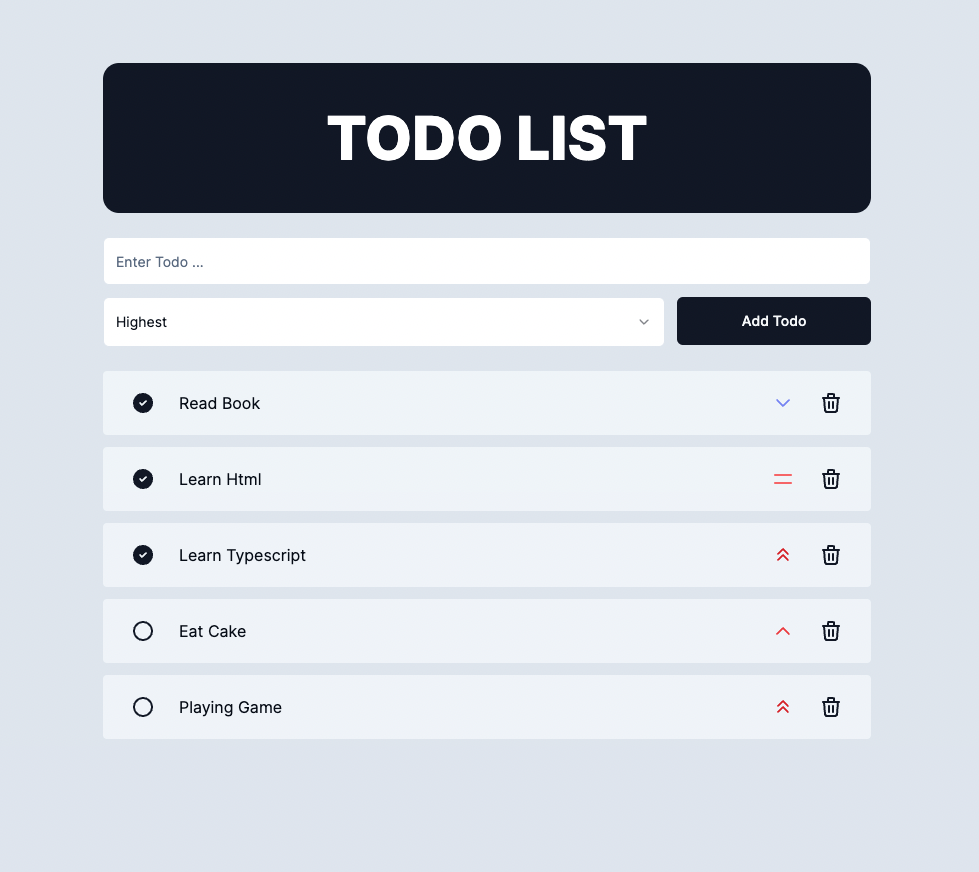 TODO LIST
Enter Todo ...
Highest
Add Todo
Read Book
Learn Html
Learn Typescript
Eat Cake
Playing Game